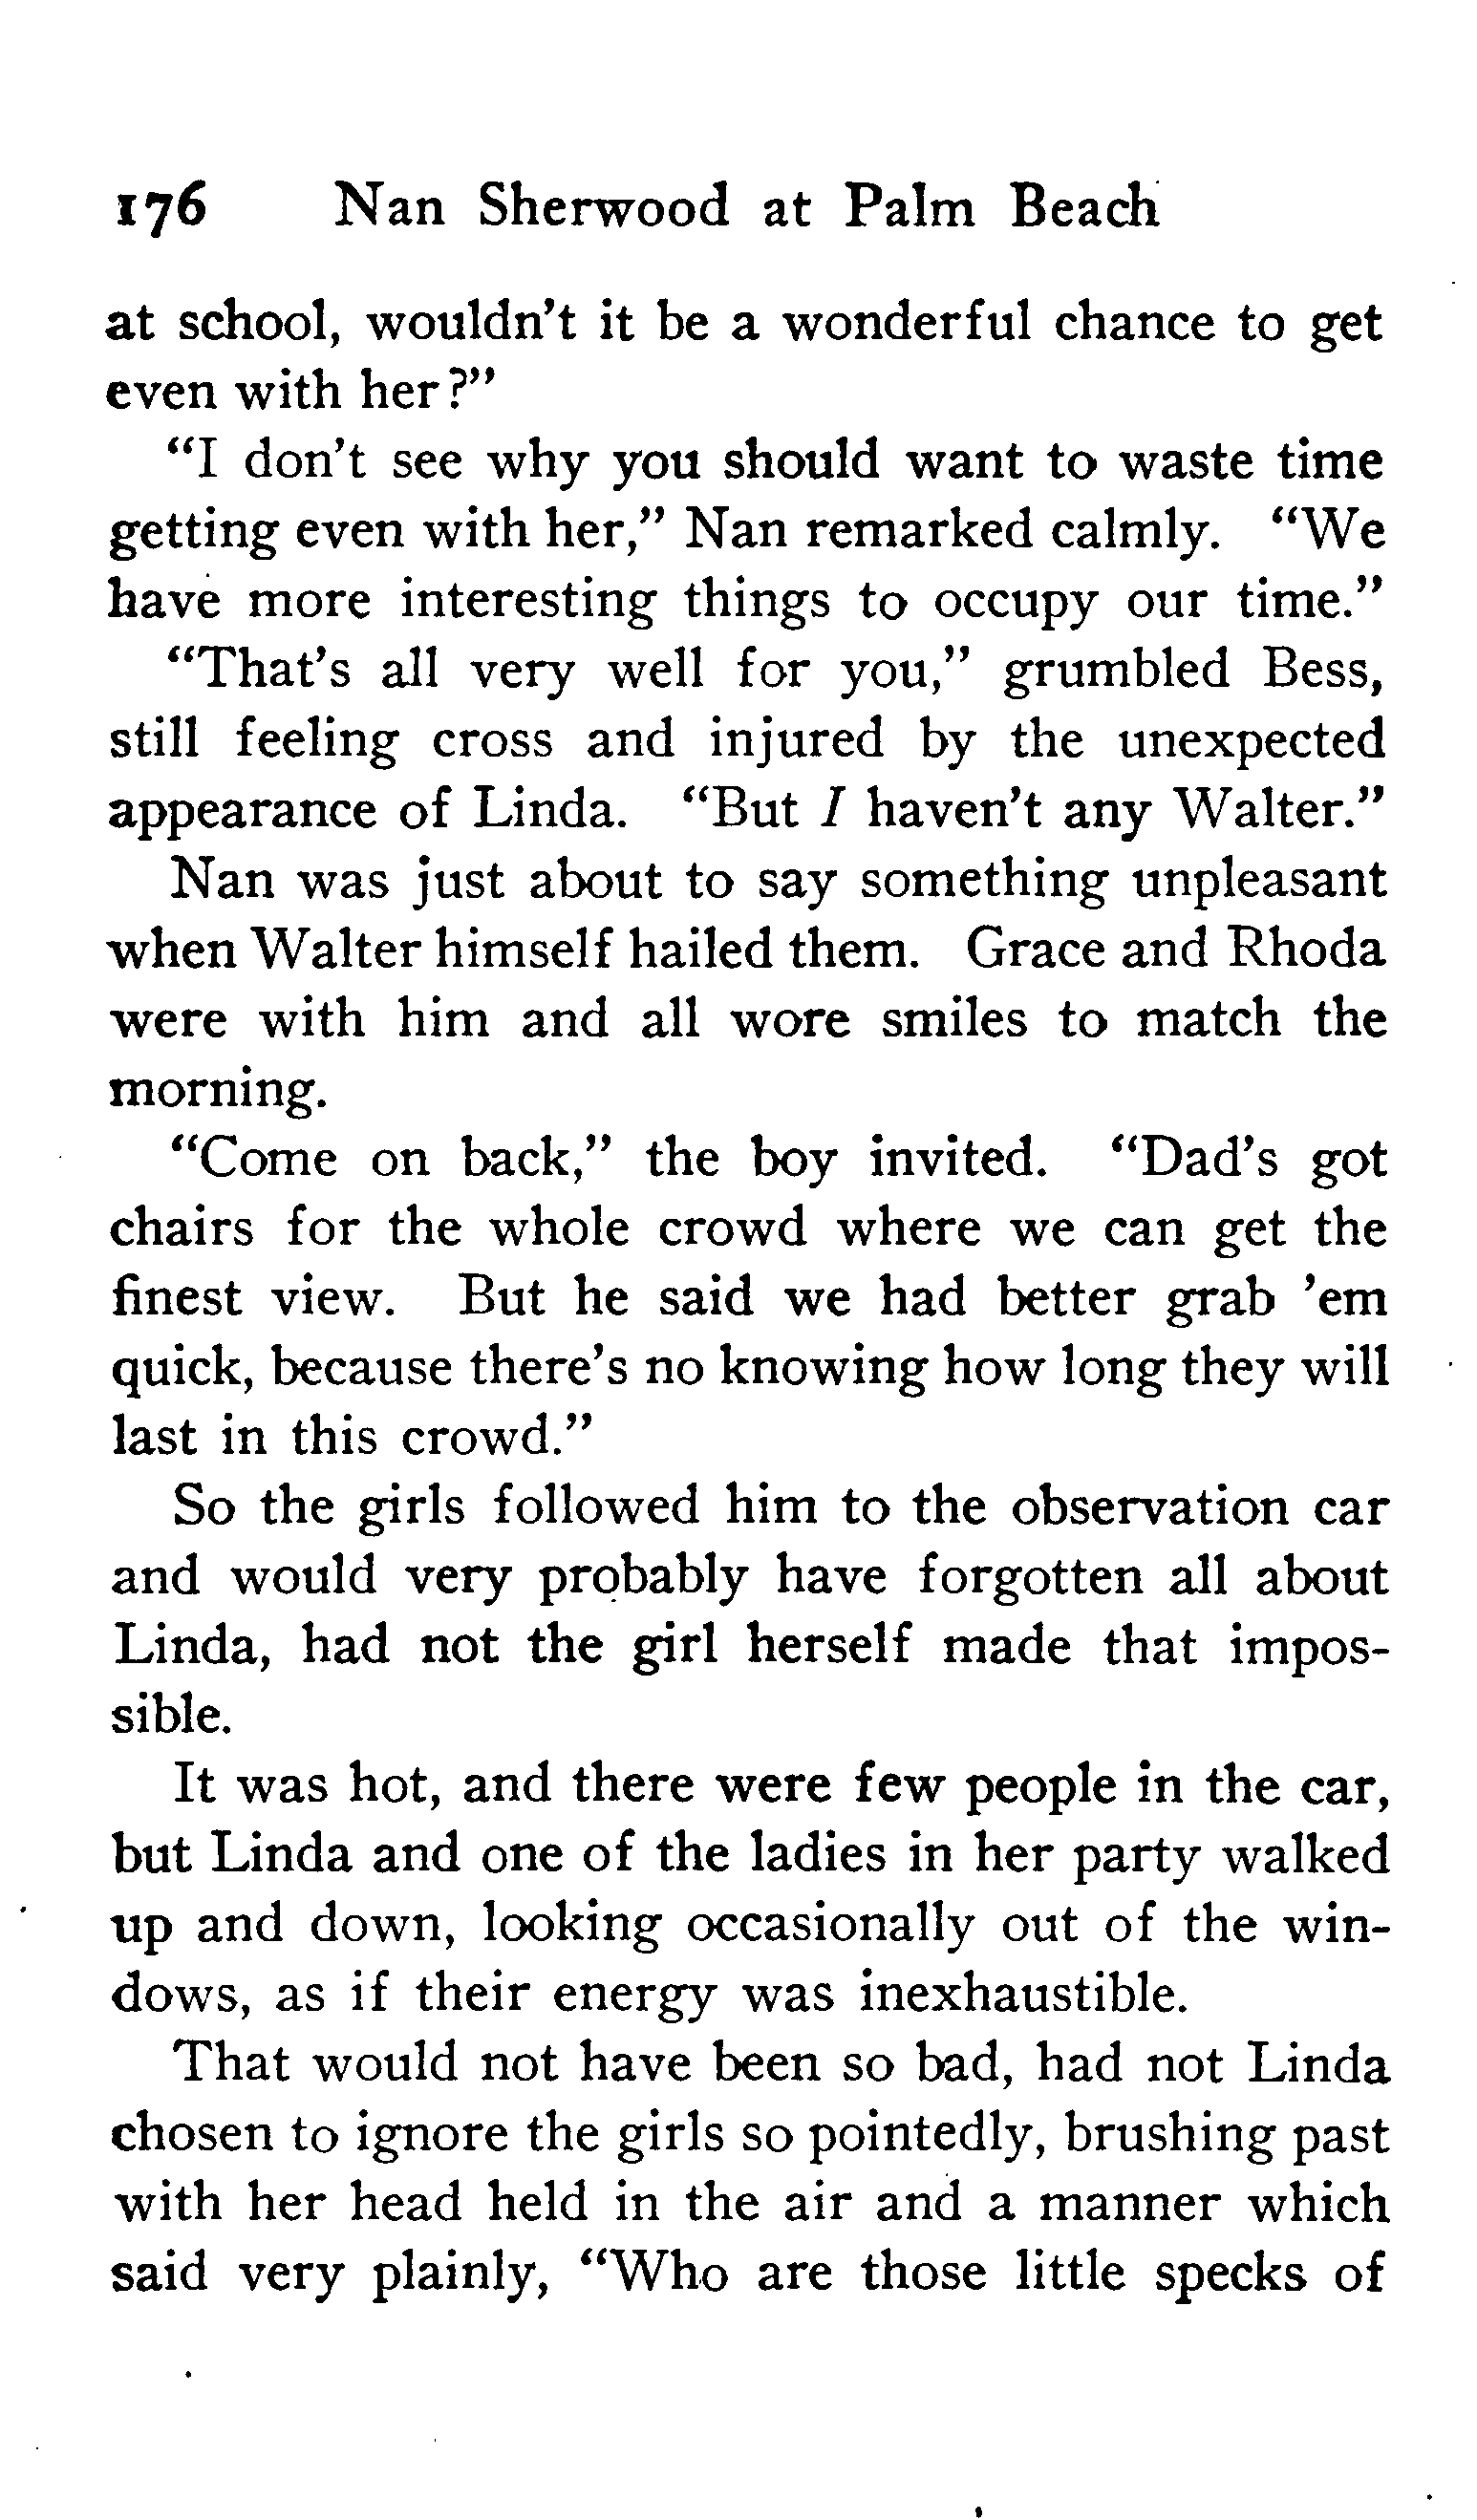 176 Nan Sherwood at Palm Beach
at school, wouldn't it be a wonderful chance to get
even with her?"
"I don't see why you should want to waste time
getting even with her," Nan remarked calmly. "We
have more interesting things to occupy our time."
"That's all very well for you," grumbled Bess,
still feeling cross and injured by the unexpected
appearance of Linda. "But I haven't any Walter."
Nan was just about to say something unpleasant
when Walter himself hailed them. Grace and Rhoda
were with him and all wore smiles to match the
morning.
"Come on back," the boy invited. "Dad's got
chairs for the whole crowd where we can get the
finest view. But he said we had better grab 'em
quick, because there's no knowing how long they will
last in this crowd."
So the girls followed him to the observation car
and would very probably have forgotten all about
Linda, had not the girl herself made that impos-
sible.
It was hot, and there were few people in the car,
but Linda and one of the ladies in her party walked
up and down, looking occasionally out of the win-
dows, as if their energy was inexhaustible.
That would not have been so bad, had not Linda
chosen to ignore the girls so pointedly, brushing past
with her head held in the air and a manner which
said very plainly, "Who are those little specks of